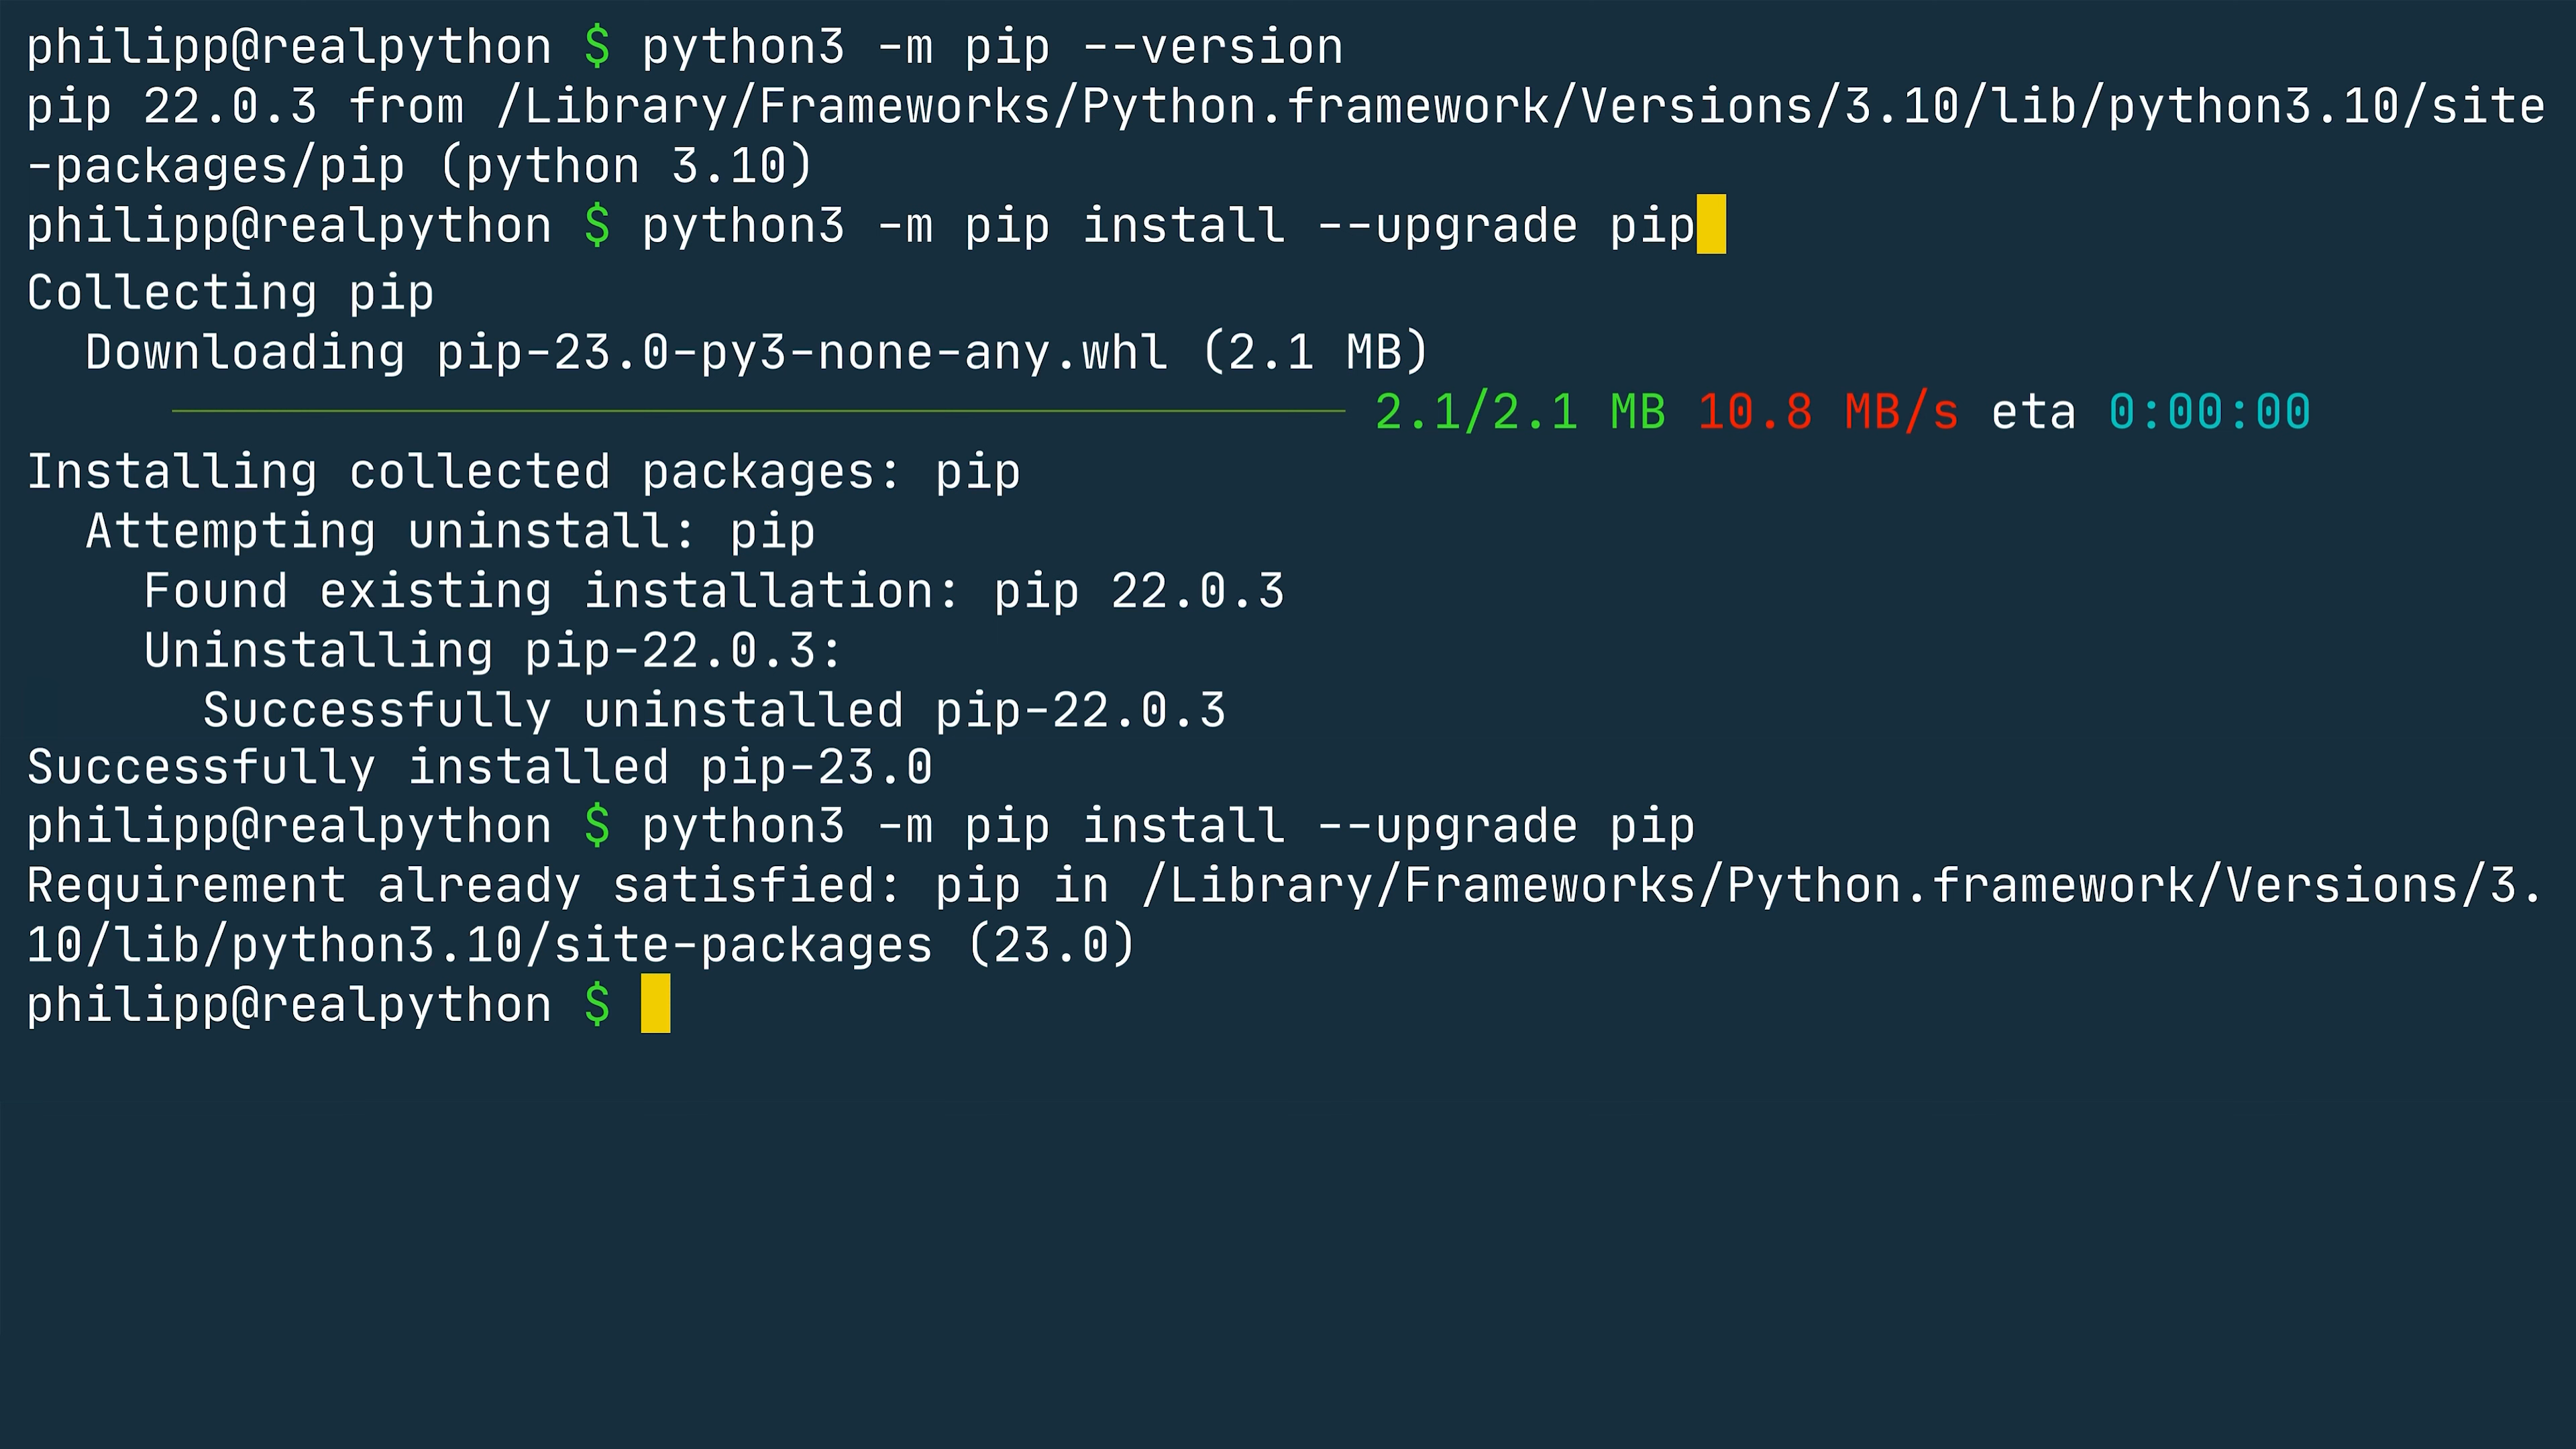 philipp@realpython $ python3 -m pip --version
pip 22.0.3 from /Library/Frameworks/Python.framework/Versions/3.10/lib/python3.10/site
-packages/pip (python 3.10)
philipp@realpython $ python3 -m pip install --upgrade pip
Collecting pip
  Downloading pip-23.0-py3-none-any.whl (2.1 MB)
     2.1/2.1 MB 10.8 MB/s eta 0:00:00
Installing collected packages: pip
  Attempting uninstall: pip
    Found existing installation: pip 22.0.3
    Uninstalling pip-22.0.3:
      Successfully uninstalled pip-22.0.3
Successfully installed pip-23.0
philipp@realpython $ python3 -m pip install --upgrade pip
Requirement already satisfied: pip in /Library/Frameworks/Python.framework/Versions/3.
10/lib/python3.10/site-packages (23.0)
philipp@realpython $